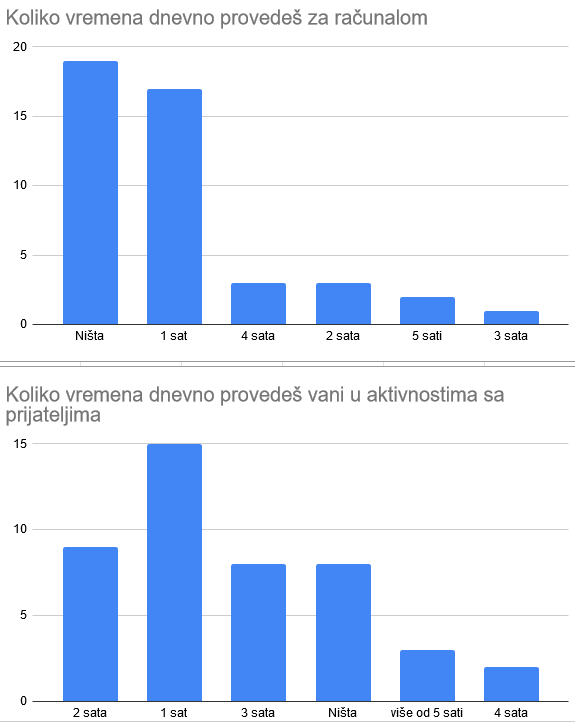 Koliko vremena dnevno provedeš za računalom
20
15
10
5
0
Ništa 1 sat 4 sata 2 sata 5 sati 3 sata
Koliko vremena dnevno provedeš vani u aktivnostima sa
prijateljima
15
10
5
0
2 sata 1 sat 3 sata Ništa više od 5 sati 4 sata